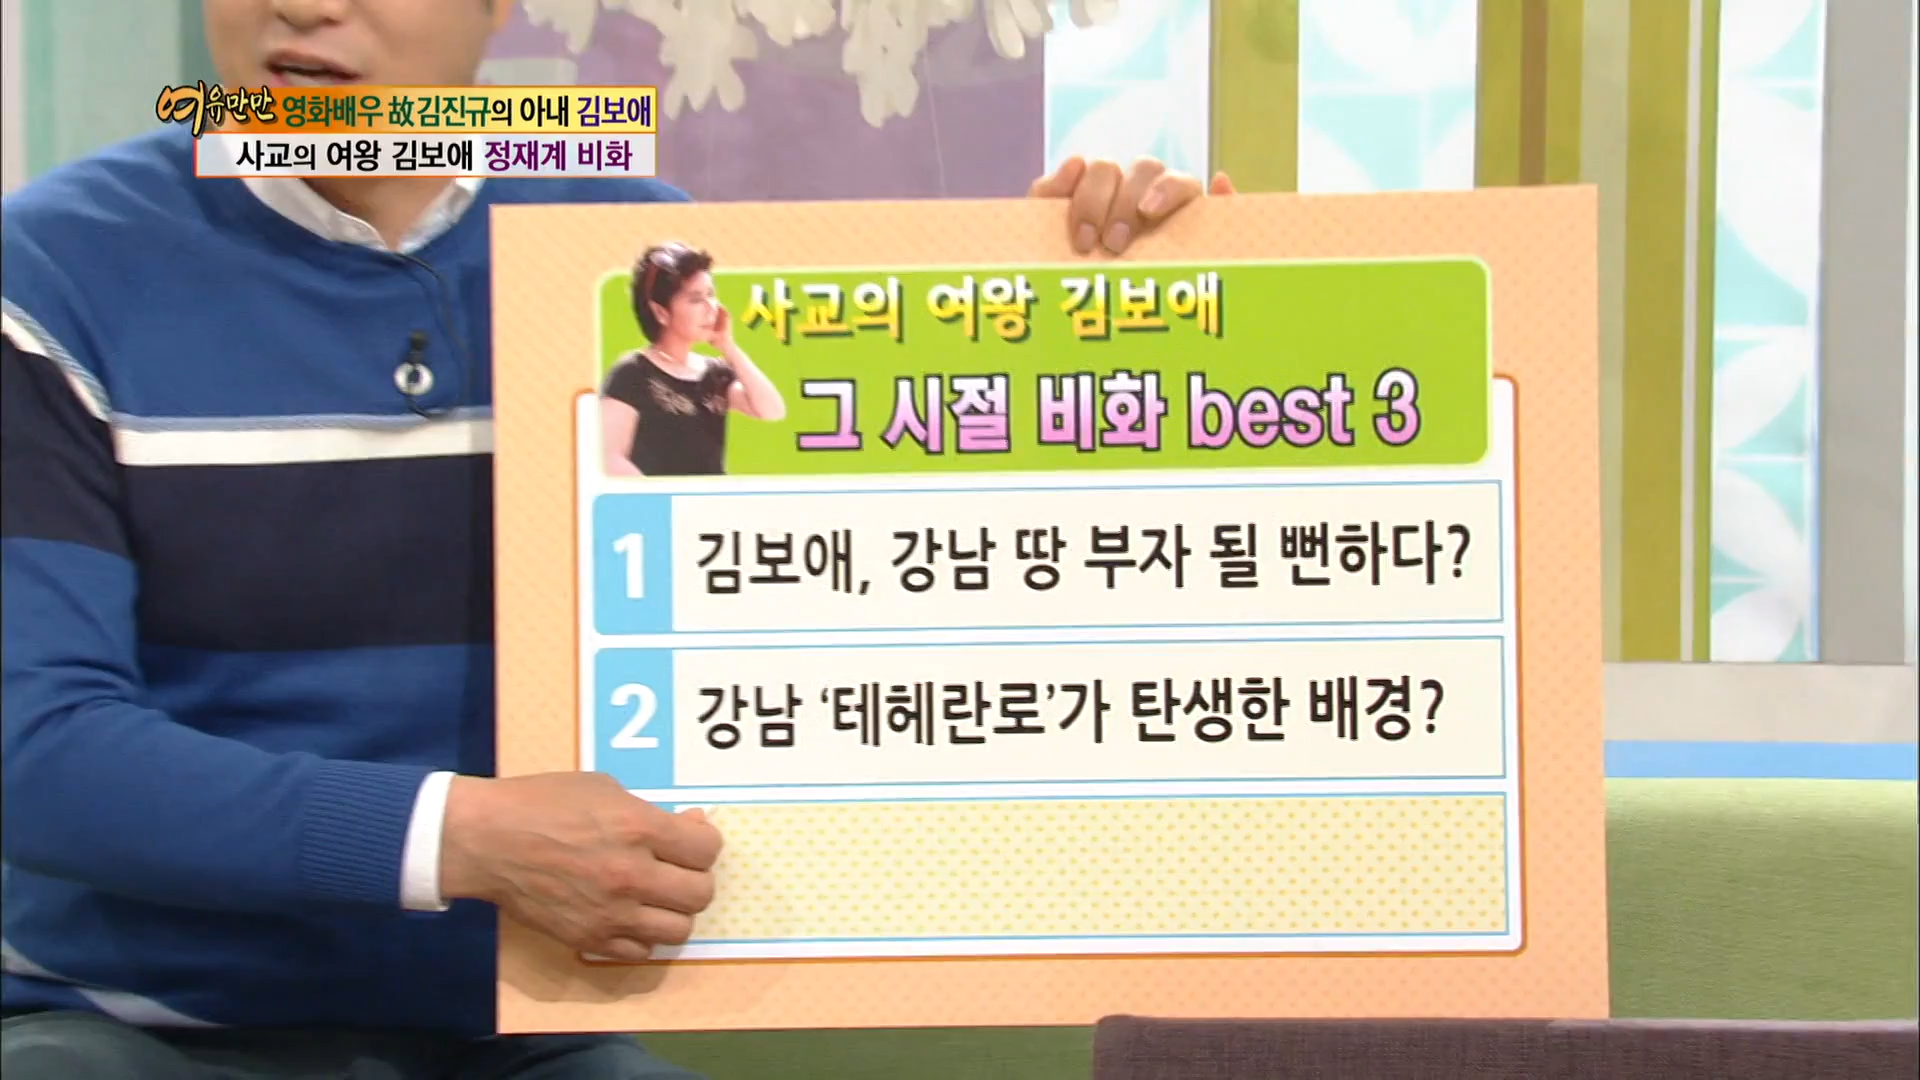 여유만만 영화배우 故김진규의 아내 김보애
사교의 여왕 김보애 정재계 비화
사교의 여왕 김보애
그 시절 비화 best 3
1 김보애, 강남 땅 부자 될 뻔하다?
2 강남 ‘테헤란로’가 탄생한 배경?